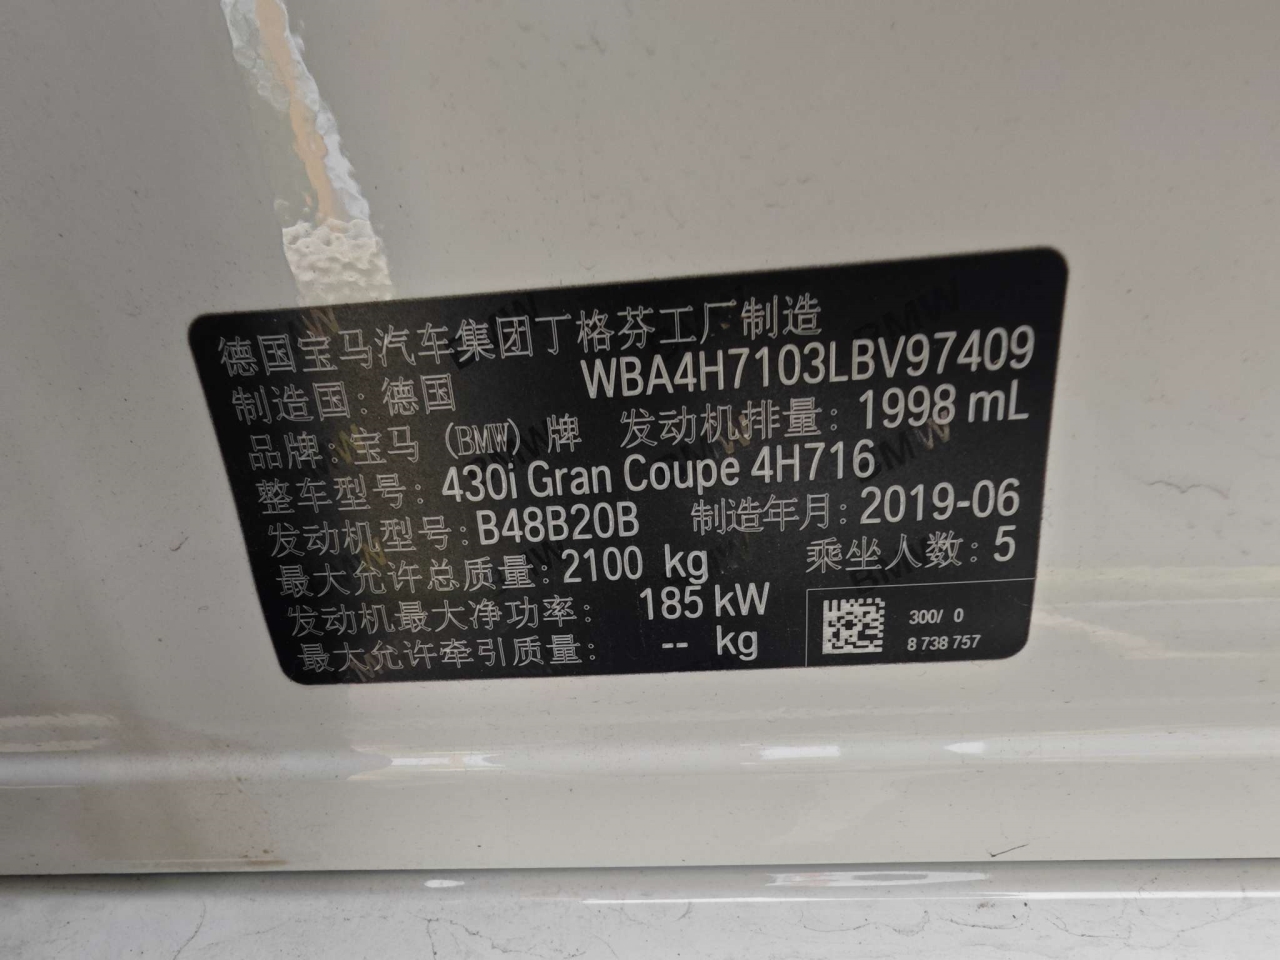 德国宝马汽车集团丁格芬工厂制造
制造国：德国 WBA4H7103LBV97409
品牌：宝马 (BMW) 牌 发动机排量：1998 mL
整车型号：430i Gran Coupe 4H716
发动机型号：B48B20B 制造年月：2019-06
最大允许总质量：2100 kg 乘坐人数：5
发动机最大净功率： 185 kW
最大允许牵引质量： -- kg
300/ 0
8 738 757